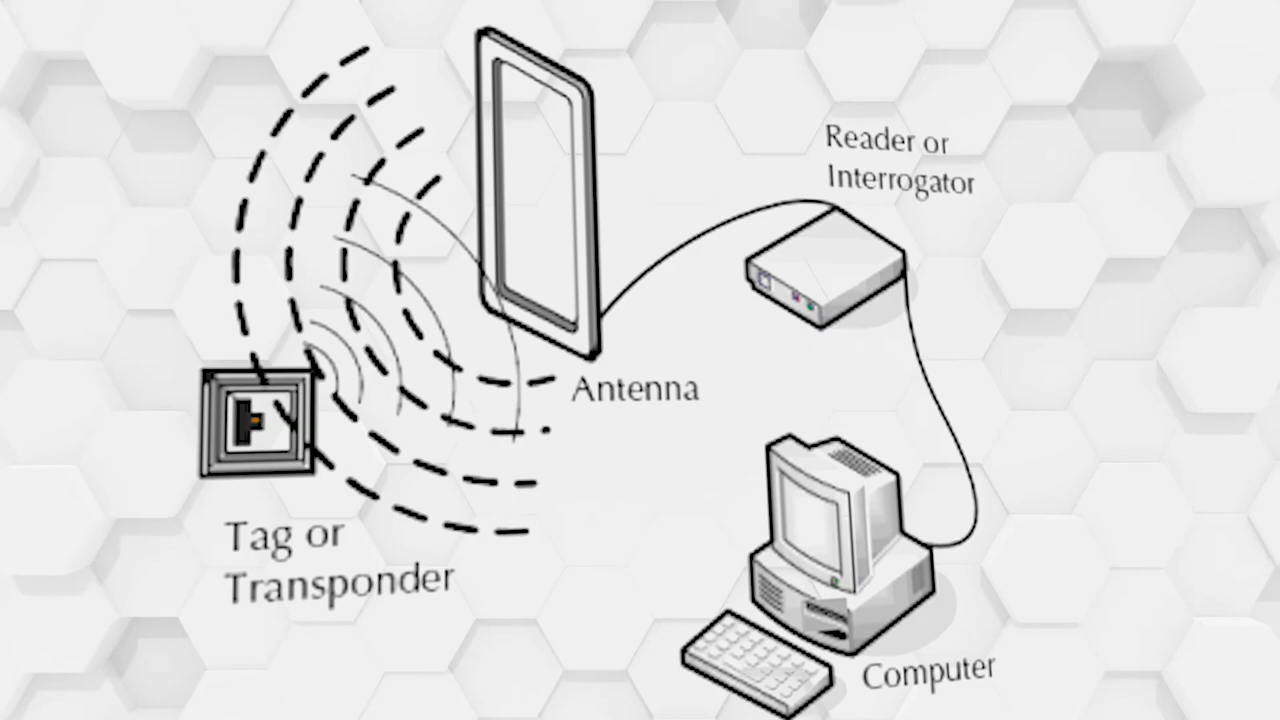 Reader or
Interrogator
Antenna
Tag or
Transponder
Computer